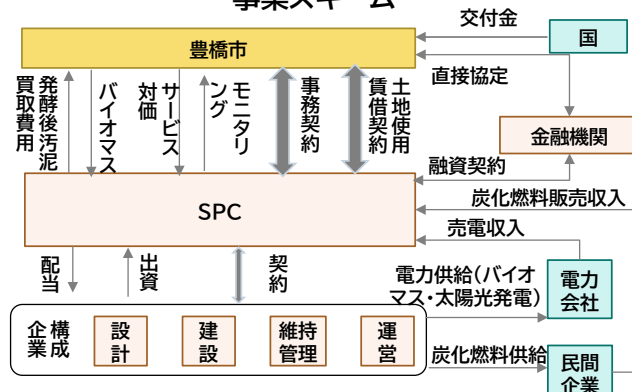 事業スキーム
交付金
国
豊橋市
直接協定
発酵後汚泥
買取費用
バイオマス
サービス
対価
モニタリ
ング
事務契約
土地使用
賃借契約
金融機関
融資契約
炭化燃料販売収入
SPC
売電収入
配当
出資
契約
電力供給(バイオ
マス・太陽光発電)
電力
会社
構成
企業
設計
建設
維持
管理
運営
炭化燃料供給
民間
企業